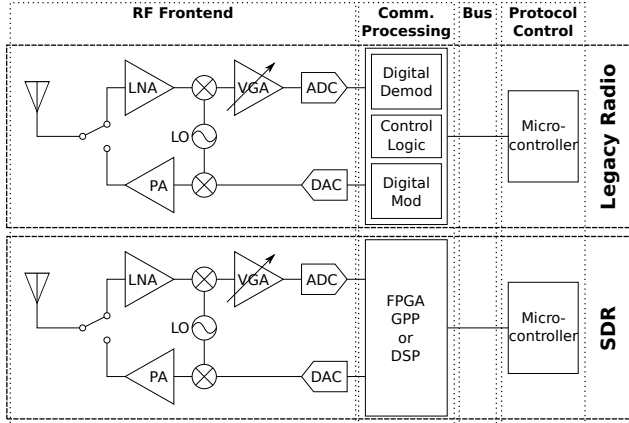 RF Frontend
Comm.
Processing
Bus
Protocol
Control
LNA
VGA
ADC
LO
PA
DAC
Digital
Demod
Control
Logic
Digital
Mod
Micro-
controller
Legacy Radio
LNA
VGA
ADC
LO
PA
DAC
FPGA
GPP
or
DSP
Micro-
controller
SDR